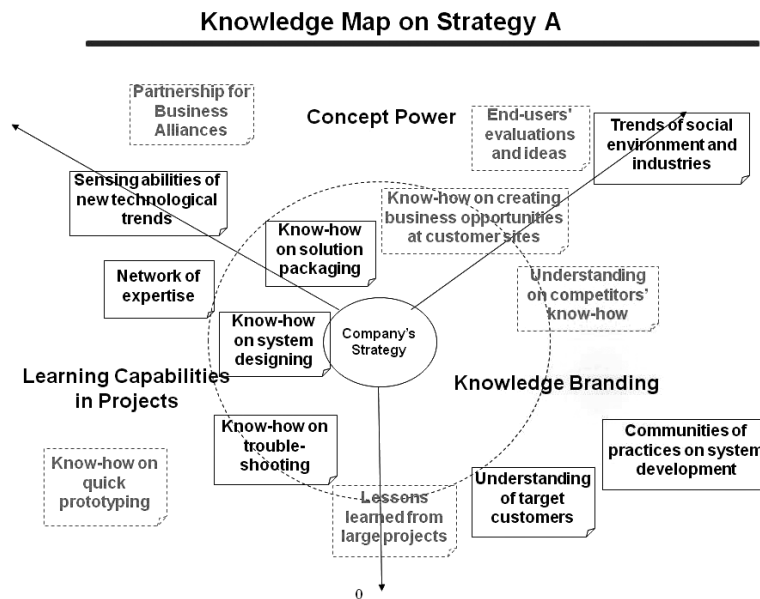 Knowledge Map on Strategy A
Partnership for
Business
Alliances
Concept Power
End-users'
evaluations
and ideas
Trends of social
environment and
industries
Sensing abilities of
new technological
trends
Know-how on creating
business opportunities
at customer sites
Know-how
on solution
packaging
Network of
expertise
Understanding
on competitors'
know-how
Know-how
on system
designing
Company's
Strategy
Learning Capabilities
in Projects
Knowledge Branding
Know-how on
trouble-
shooting
Communities of
practices on system
development
Know-how on
quick
prototyping
Understanding
of target
customers
Lessons
learned from
large projects
0